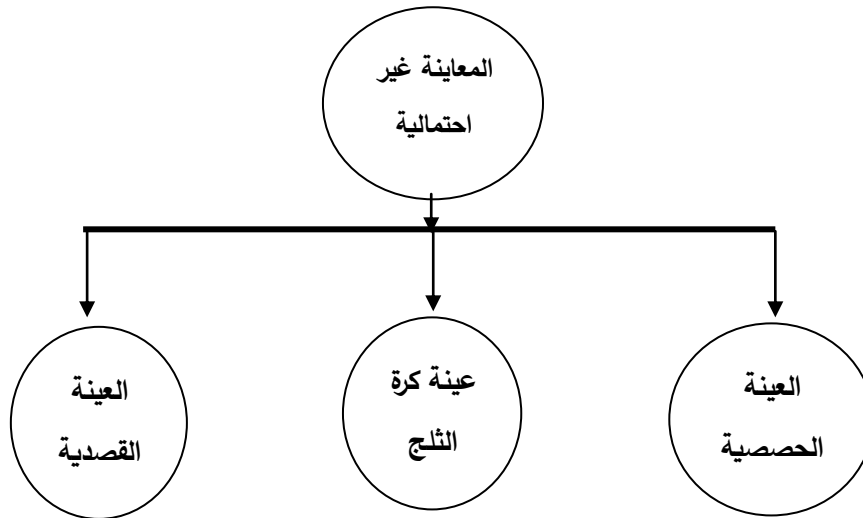 المعاينة غير
احتمالية
العينة
الحصصية
عينة كرة
الثلج
العينة
القصدية